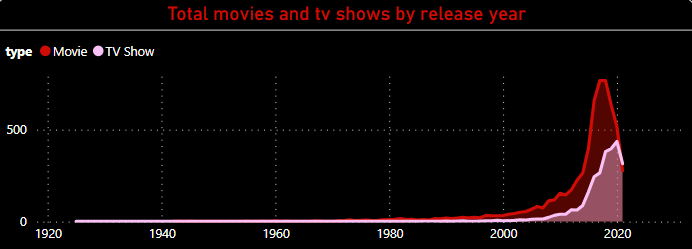 Total movies and tv shows by release year
type Movie TV Show
500
0
1920 1940 1960 1980 2000 2020